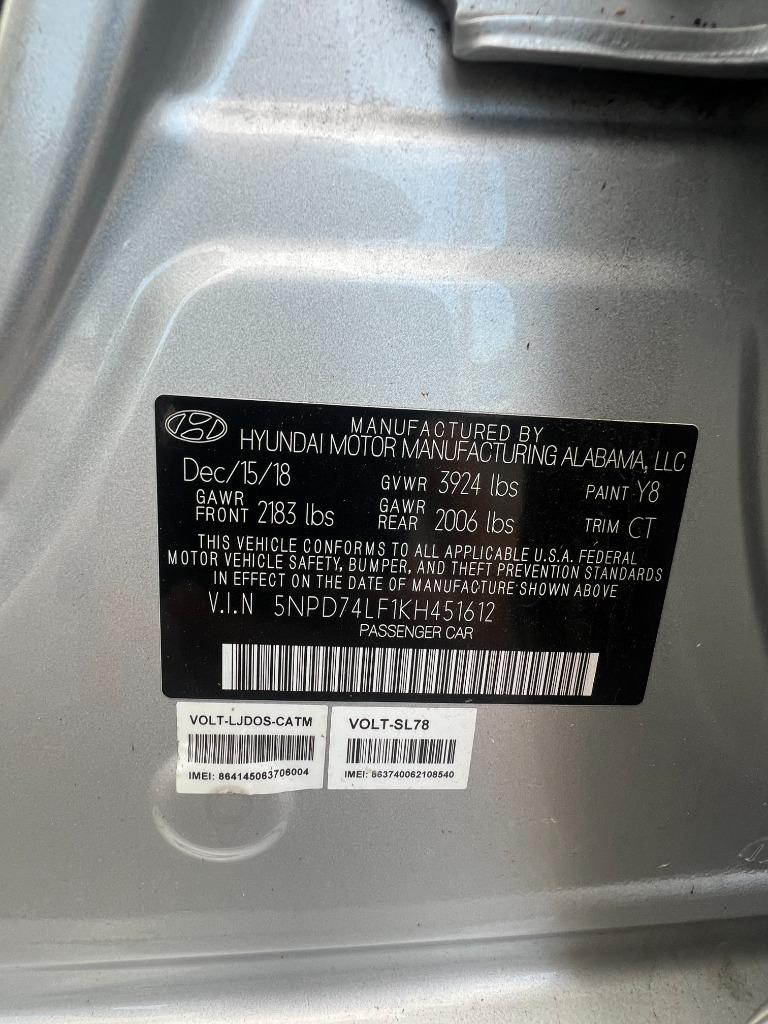 MANUFACTURED BY
HYUNDAI MOTOR MANUFACTURING ALABAMA, LLC
Dec/15/18 GVWR 3924 lbs PAINT Y8
GAWR FRONT 2183 lbs GAWR REAR 2006 lbs TRIM CT
THIS VEHICLE CONFORMS TO ALL APPLICABLE U.S.A. FEDERAL
MOTOR VEHICLE SAFETY, BUMPER, AND THEFT PREVENTION STANDARDS
IN EFFECT ON THE DATE OF MANUFACTURE SHOWN ABOVE
V.I.N 5NPD74LF1KH451612
PASSENGER CAR
VOLT-LJDOS-CATM
IMEI: 864145063706004
VOLT-SL78
IMEI: 863740062108540